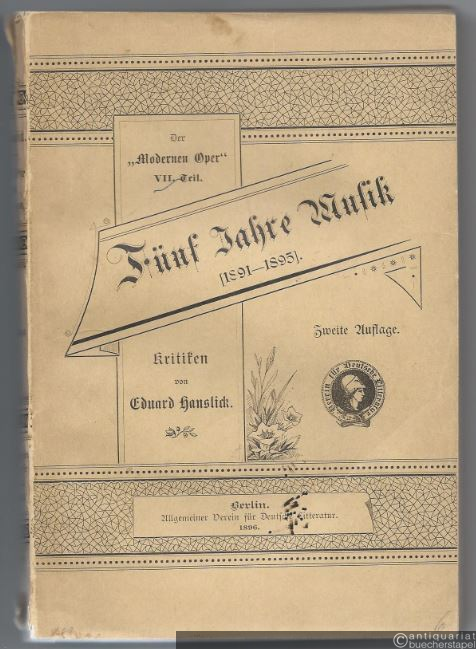 Der
„Modernen Oper“
VII. Teil.
Fünf Jahre Musik
[1891—1895].
Zweite Auflage.
Kritiken
von
Eduard Hanslick.
Verein für Deutsche Litteratur
Berlin.
Allgemeiner Verein für Deutsche Litteratur.
1896.
antiquariat
buecherstapel